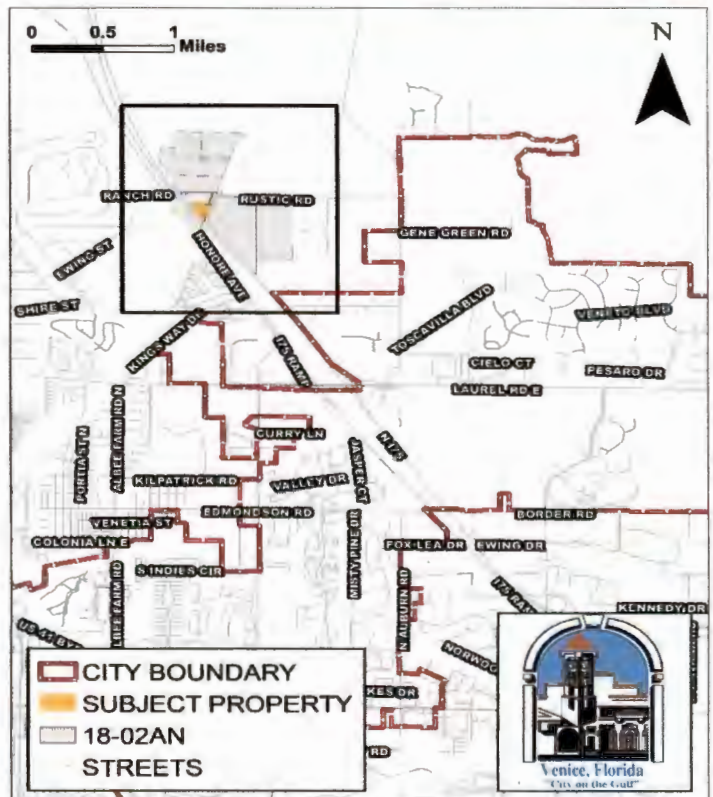 0 0.5 1
Miles
N
RANCH RD
RUSTIC RD
GENE GREEN RD
EWING ST
HONORE AVE
SHIRE ST
TOSCAVILLA BLVD
VENETO BLVD
KINGS WAY DR
I75 RAMP
CIELO CT
PESARO DR
LAUREL RD E
ALBEE FARM RD N
CURRY LN
N I75
PORTIA ST N
JASPER CT
KILPATRICK RD
VALLEY DR
EDMONDSON RD
BORDER RD
VENETIA ST
COLONIA LN E
MISTY PINE DR
FOX LEA DR
EWING DR
S INDIES CIR
N AUBURN RD
I75 RA
KENNEDY DR
US 41 BY
LBEE FARM RD
NORWOO
KES DR
RD
CITY BOUNDARY
SUBJECT PROPERTY
18-02AN
STREETS
Venice, Florida
"City on the Gulf"